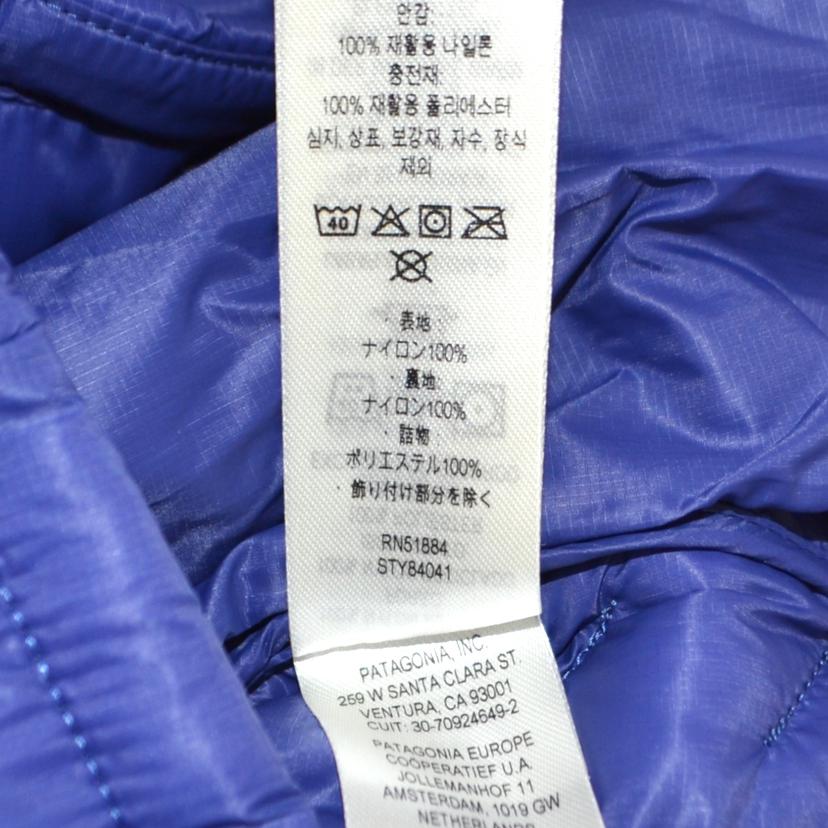 안감
100% 재활용 나일론
충전재
100% 재활용 폴리에스터
심지, 상표, 보강재, 자수, 장식
제외
40
· 表地 ·
ナイロン100%
· 裏地 ·
ナイロン100%
· 詰物 ·
ポリエステル100%
· 飾り付け部分を除く
RN51884
STY84041
PATAGONIA, INC.
259 W SANTA CLARA ST.
VENTURA, CA 93001
CUIT: 30-70924649-2
PATAGONIA EUROPE
COOPERATIEF U.A.
JOLLEMANHOF 11
AMSTERDAM, 1019 GW
NETHERLANDS